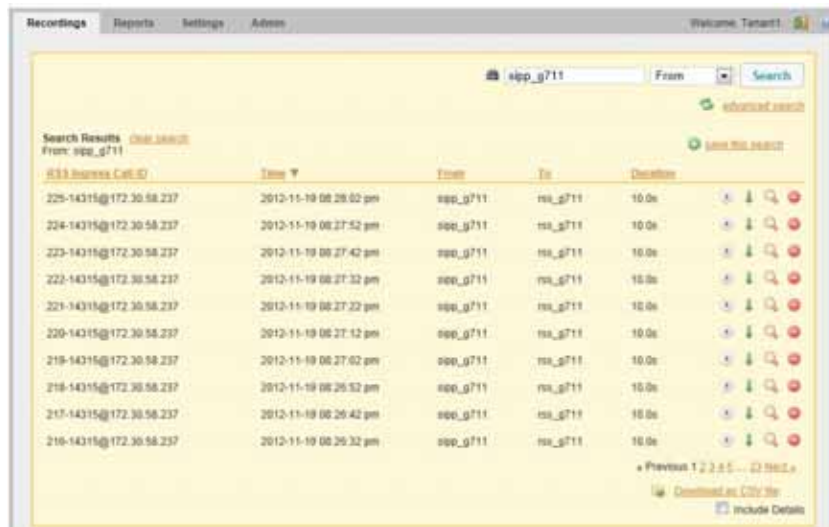 Recordings Reports Settings Admin Welcome, Tenant1
sipp_g711 From Search
advanced search
Search Results clear search save this search
From: sipp_g711
RSS Ingress Call-ID Time ▼ From To Duration
225-14315@172.30.58.237 2012-11-19 08:28:02 pm sipp_g711 rss_g711 10.0s
224-14315@172.30.58.237 2012-11-19 08:27:52 pm sipp_g711 rss_g711 10.0s
223-14315@172.30.58.237 2012-11-19 08:27:42 pm sipp_g711 rss_g711 10.0s
222-14315@172.30.58.237 2012-11-19 08:27:32 pm sipp_g711 rss_g711 10.0s
221-14315@172.30.58.237 2012-11-19 08:27:22 pm sipp_g711 rss_g711 10.0s
220-14315@172.30.58.237 2012-11-19 08:27:12 pm sipp_g711 rss_g711 10.0s
219-14315@172.30.58.237 2012-11-19 08:27:02 pm sipp_g711 rss_g711 10.0s
218-14315@172.30.58.237 2012-11-19 08:26:52 pm sipp_g711 rss_g711 10.0s
217-14315@172.30.58.237 2012-11-19 08:26:42 pm sipp_g711 rss_g711 10.0s
216-14315@172.30.58.237 2012-11-19 08:26:32 pm sipp_g711 rss_g711 10.0s
« Previous 1 2 3 4 5 ... 23 Next »
Download as CSV file
Include Details